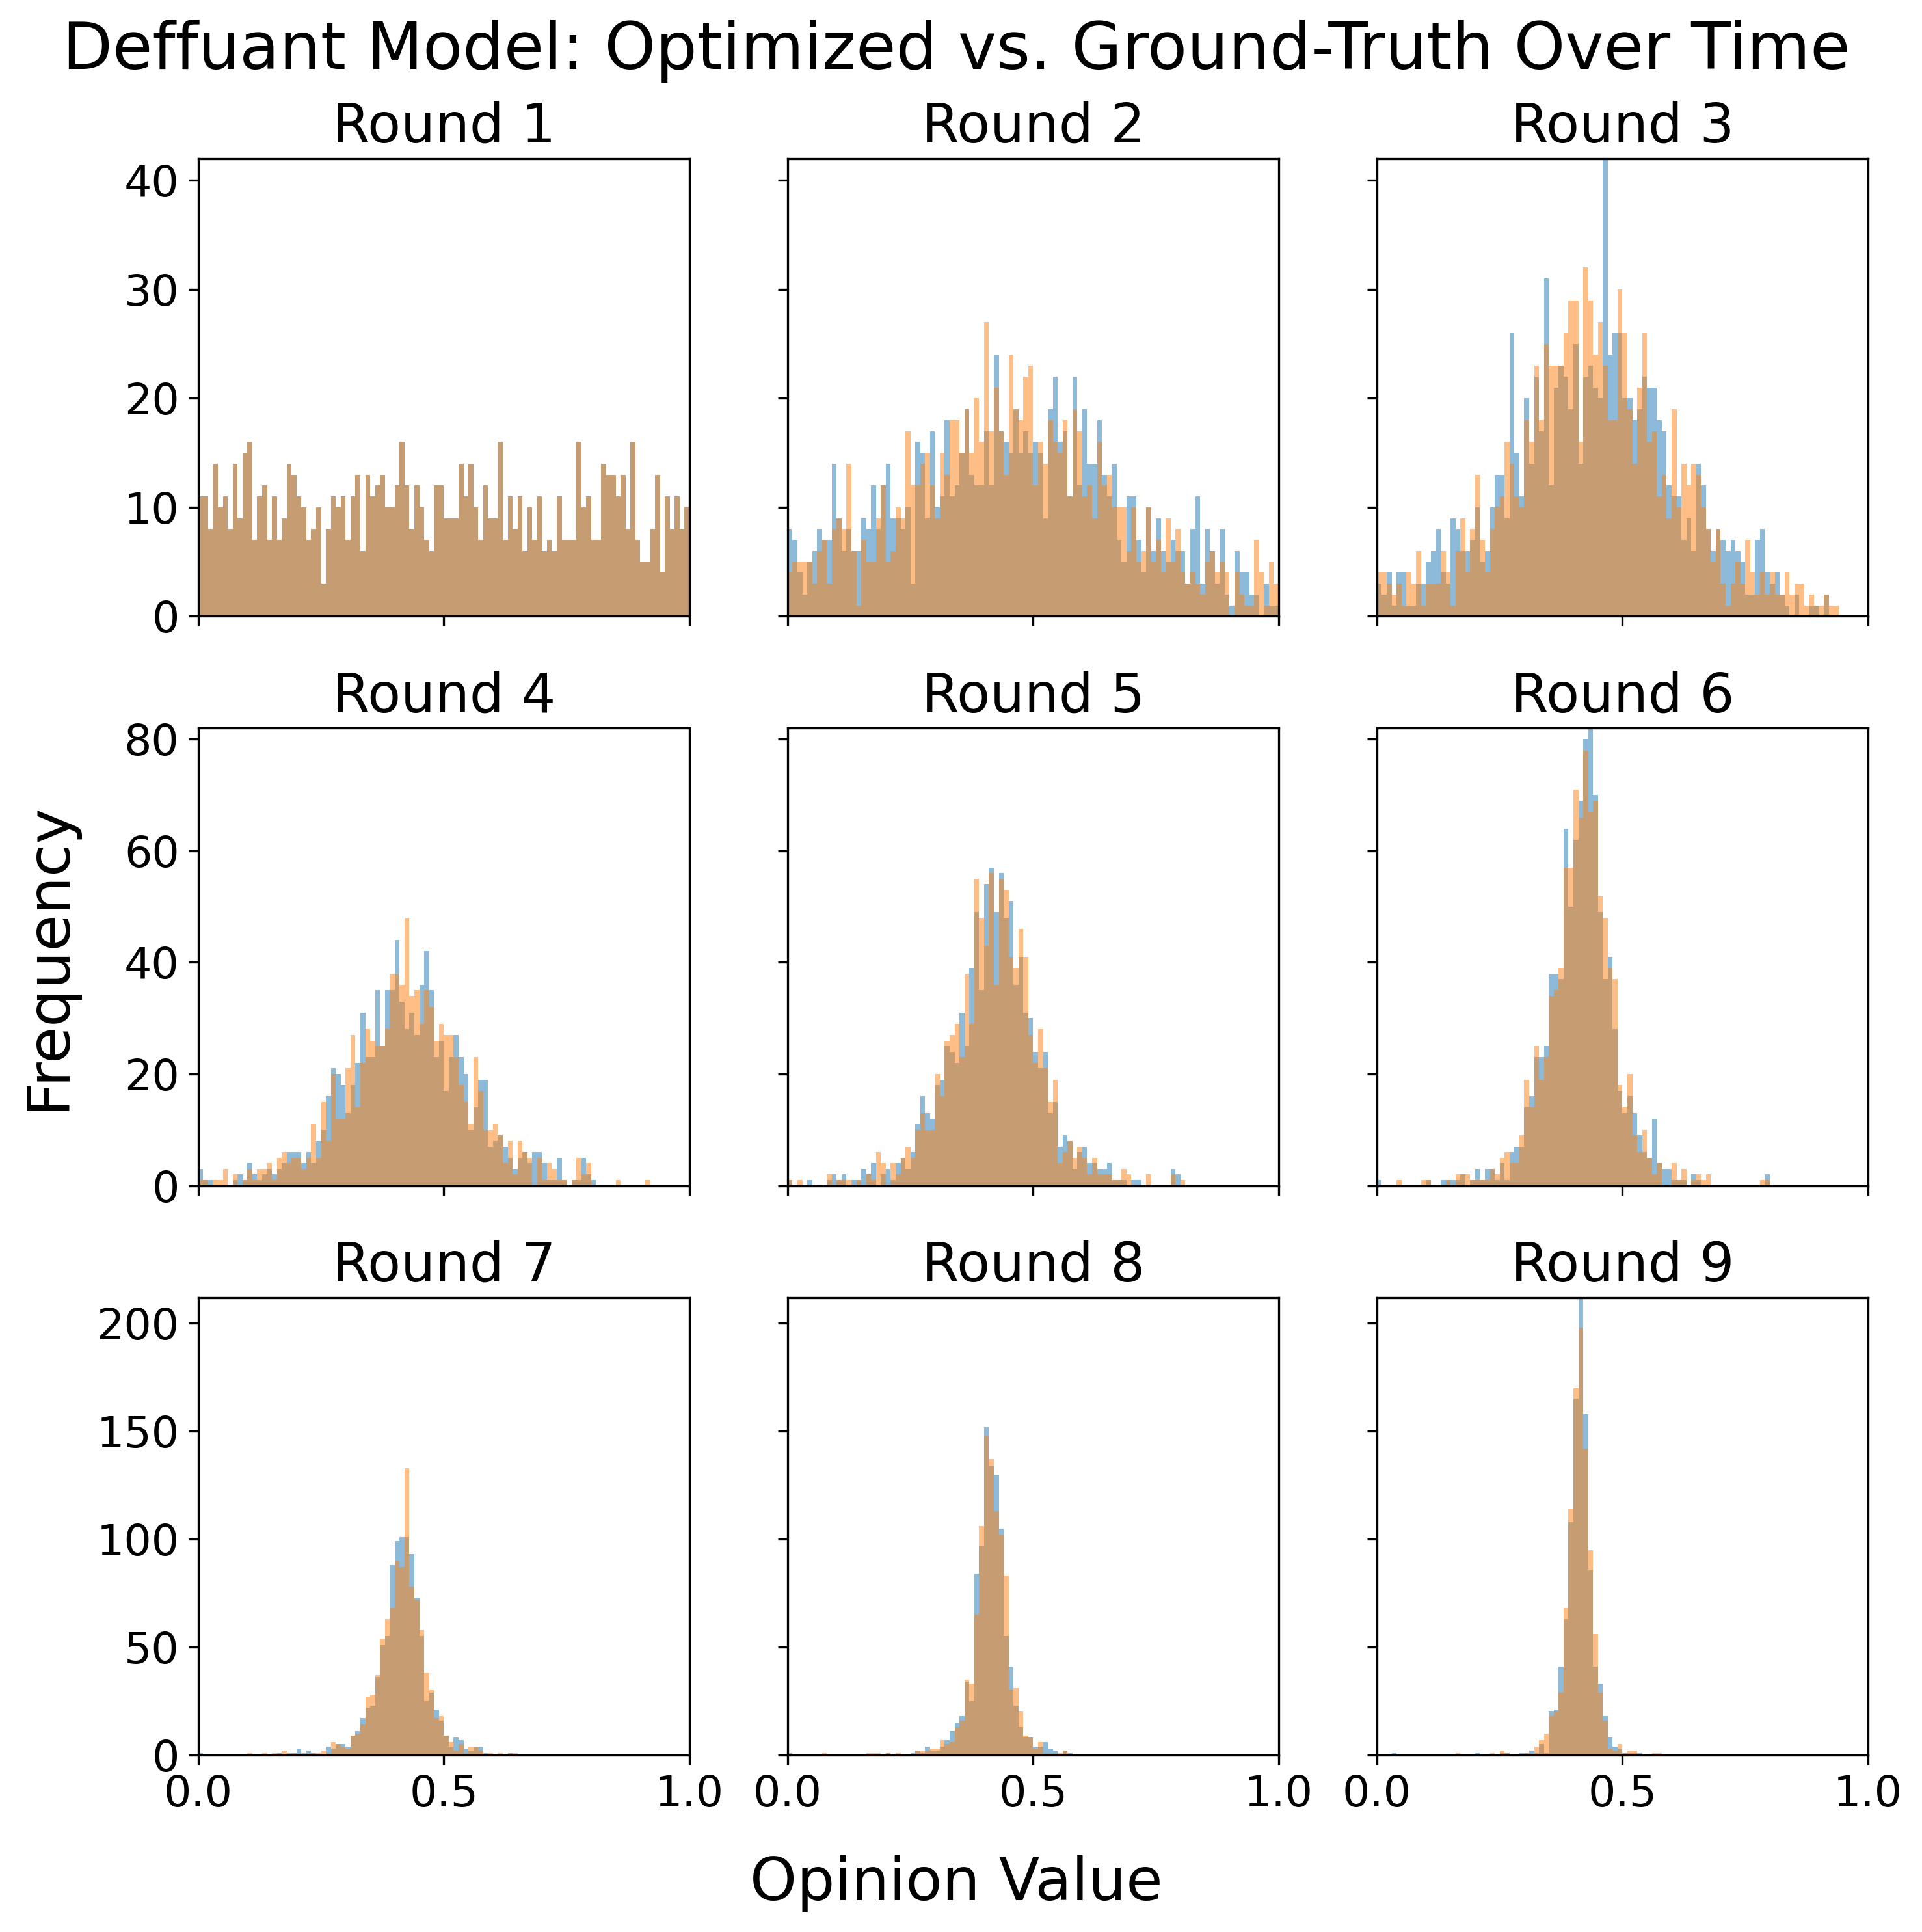 Deffuant Model: Optimized vs. Ground-Truth Over Time
Round 1
Round 2
Round 3
40
30
20
10
0
Round 4
Round 5
Round 6
80
60
40
20
0
Frequency
Round 7
Round 8
Round 9
200
150
100
50
0
0.0 0.5 1.0 0.0 0.5 1.0 0.0 0.5 1.0
Opinion Value